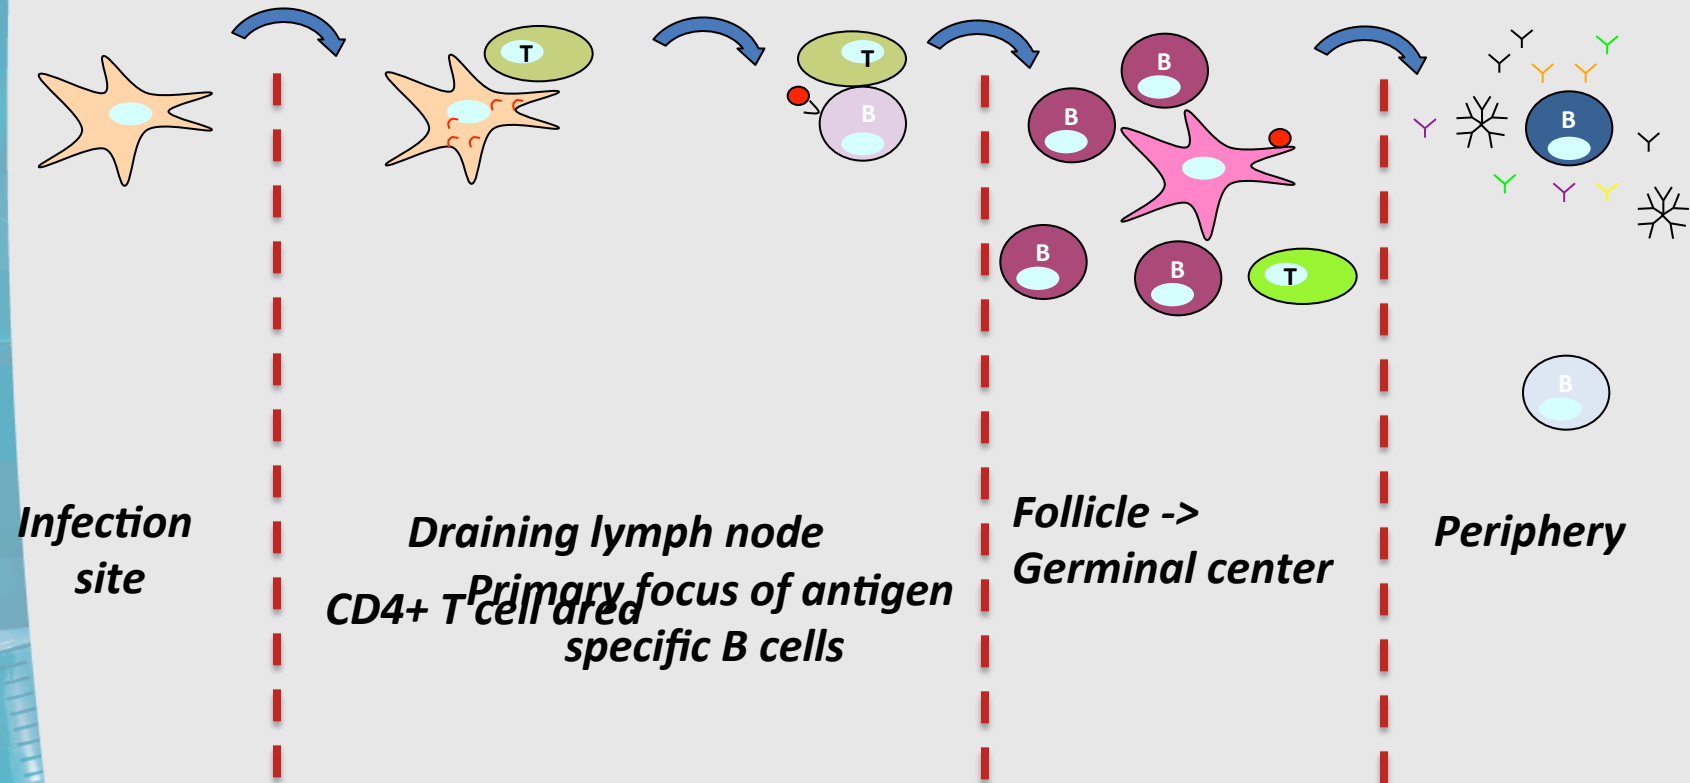 T
T
B
B
B
B
B
T
B
B
Infection
site
Draining lymph node
CD4+ T cell area
Primary focus of antigen
specific B cells
Follicle ->
Germinal center
Periphery